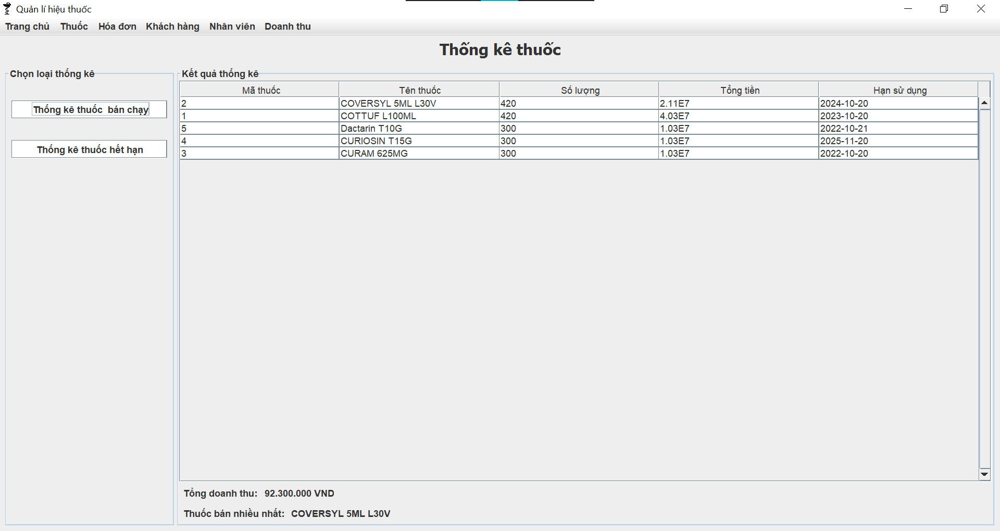 Quản lí hiệu thuốc
Trang chủ Thuốc Hóa đơn Khách hàng Nhân viên Doanh thu
Thống kê thuốc
Chọn loại thống kê
Thống kê thuốc  bán chạy
Thống kê thuốc hết hạn
Kết quả thống kê
Mã thuốc Tên thuốc Số lượng Tổng tiền Hạn sử dụng
2 COVERSYL 5ML L30V 420 2.11E7 2024-10-20
1 COTTUF L100ML 420 4.03E7 2023-10-20
5 Dactarin T10G 300 1.03E7 2022-10-21
4 CURIOSIN T15G 300 1.03E7 2025-11-20
3 CURAM 625MG 300 1.03E7 2022-10-20
Tổng doanh thu: 92.300.000 VND
Thuốc bán nhiều nhất: COVERSYL 5ML L30V